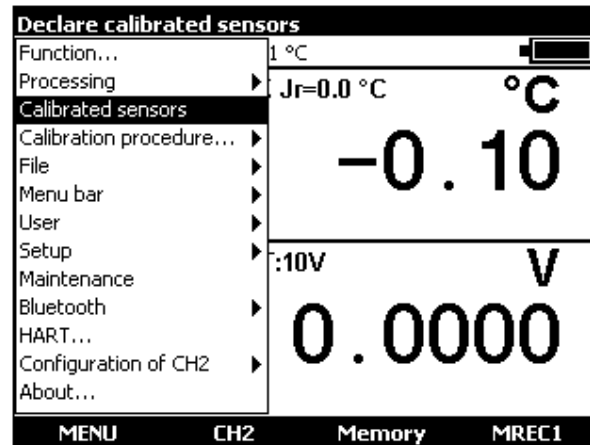 Declare calibrated sensors
Function...
1 °C
Processing
Jr=0.0 °C
°C
Calibrated sensors
Calibration procedure...
-0.10
File
Menu bar
User
Setup
:10V
V
Maintenance
Bluetooth
0.0000
HART...
Configuration of CH2
About...
MENU CH2 Memory MREC1